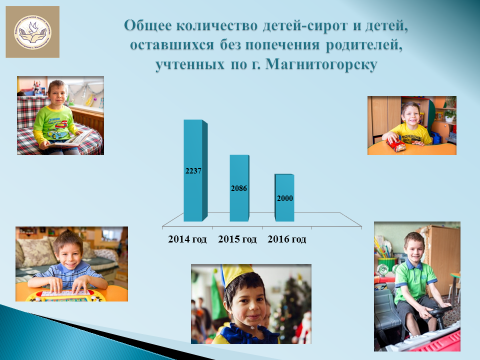 Общее количество детей-сирот и детей,
оставшихся без попечения родителей,
учтенных по г. Магнитогорску
2237
2086
2000
2014 год 2015 год 2016 год